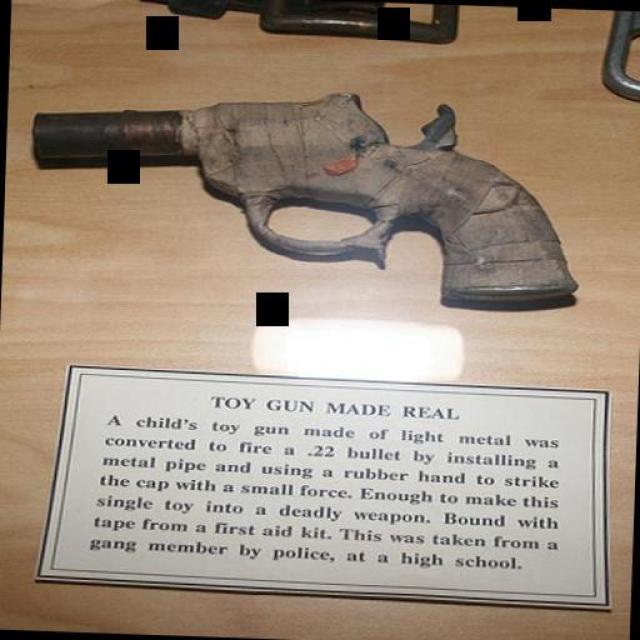 TOY GUN MADE REAL
A child's toy gun made of light metal was
converted to fire a .22 bullet by installing a
metal pipe and using a rubber hand to strike
the cap with a small force. Enough to make this
single toy into a deadly weapon. Bound with
tape from a first aid kit. This was taken from a
gang member by police, at a high school.